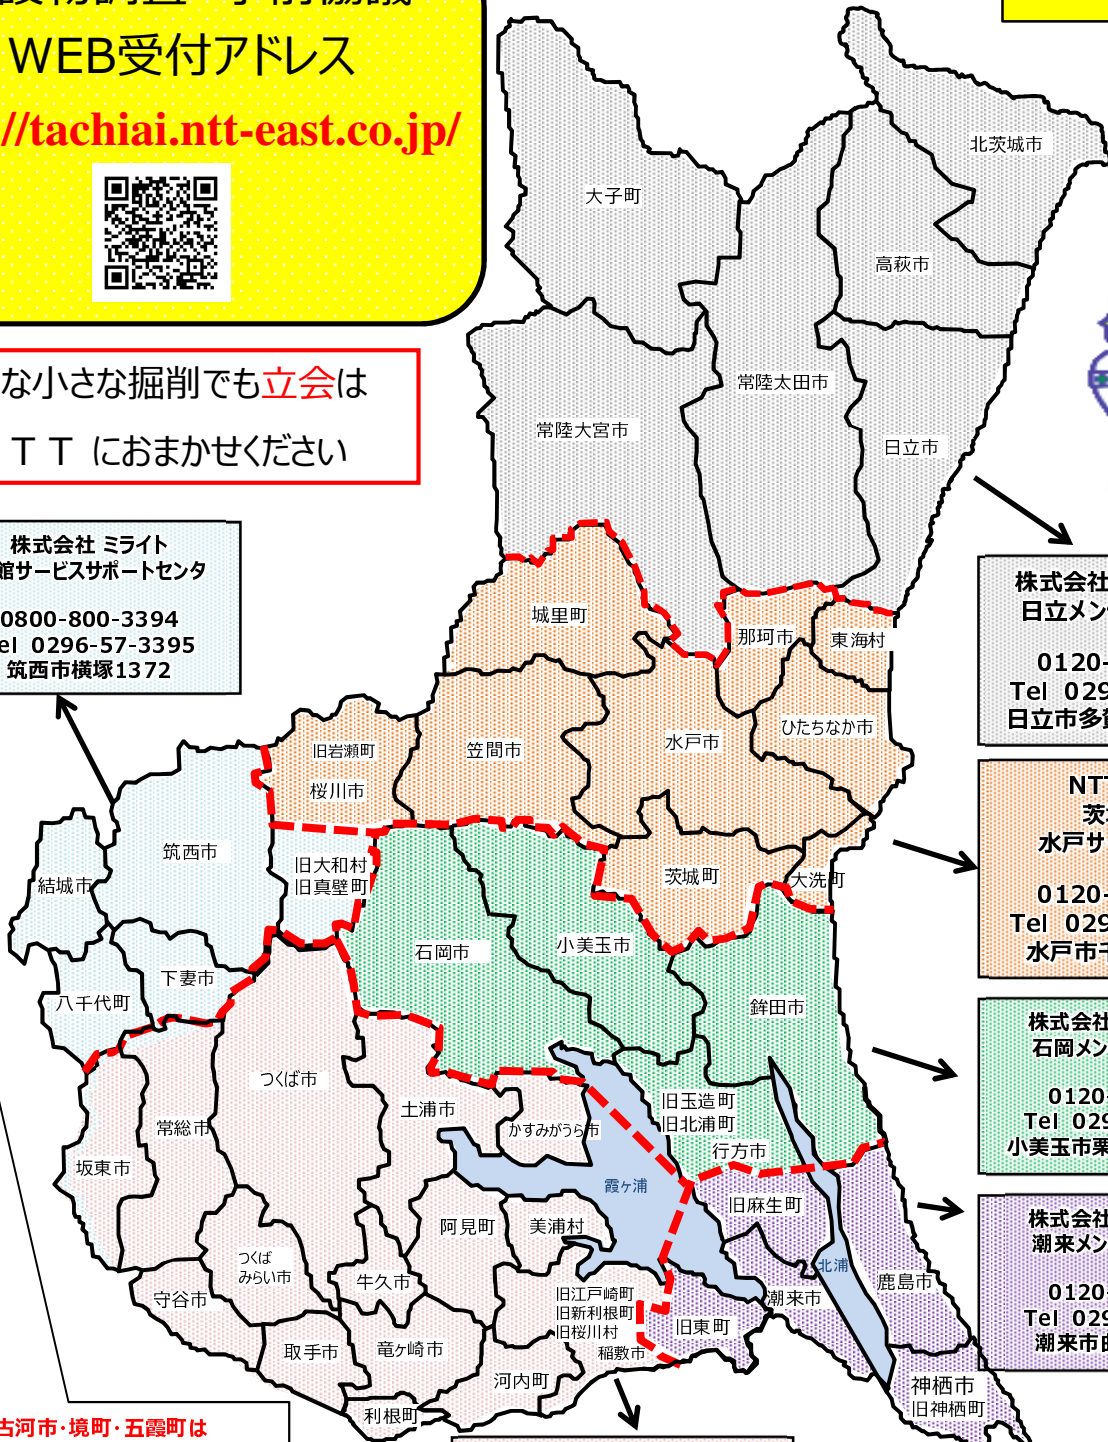 WEB受付アドレス
//tachiai.ntt-east.co.jp/
な小さな掘削でも立会は
ＴＴ におまかせください
株式会社 ミライト
館サービスサポートセンタ
0800-800-3394
el 0296-57-3395
筑西市横塚1372
北茨城市
大子町
高萩市
常陸太田市
常陸大宮市
日立市
城里町
那珂市
東海村
ひたちなか市
水戸市
笠間市
旧岩瀬町
桜川市
筑西市
旧大和村
旧真壁町
結城市
茨城町
大洗町
石岡市
小美玉市
下妻市
八千代町
鉾田市
つくば市
土浦市
かすみがうら市
旧玉造町
旧北浦町
行方市
常総市
坂東市
霞ヶ浦
旧麻生町
阿見町
美浦村
つくば
みらい市
牛久市
北浦
鹿島市
守谷市
旧江戸崎町
旧新利根町
旧桜川村
稲敷市
潮来市
旧東町
取手市
竜ヶ崎市
河内町
利根町
神栖市
旧神栖町
株式会社
日立メン
0120-
Tel 029
日立市多
NT
茨
水戸サ
0120-
Tel 029
水戸市千
株式会社
石岡メン
0120-
Tel 029
小美玉市栗
株式会社
潮来メン
0120-
Tel 029
潮来市
古河市・境町・五霞町は